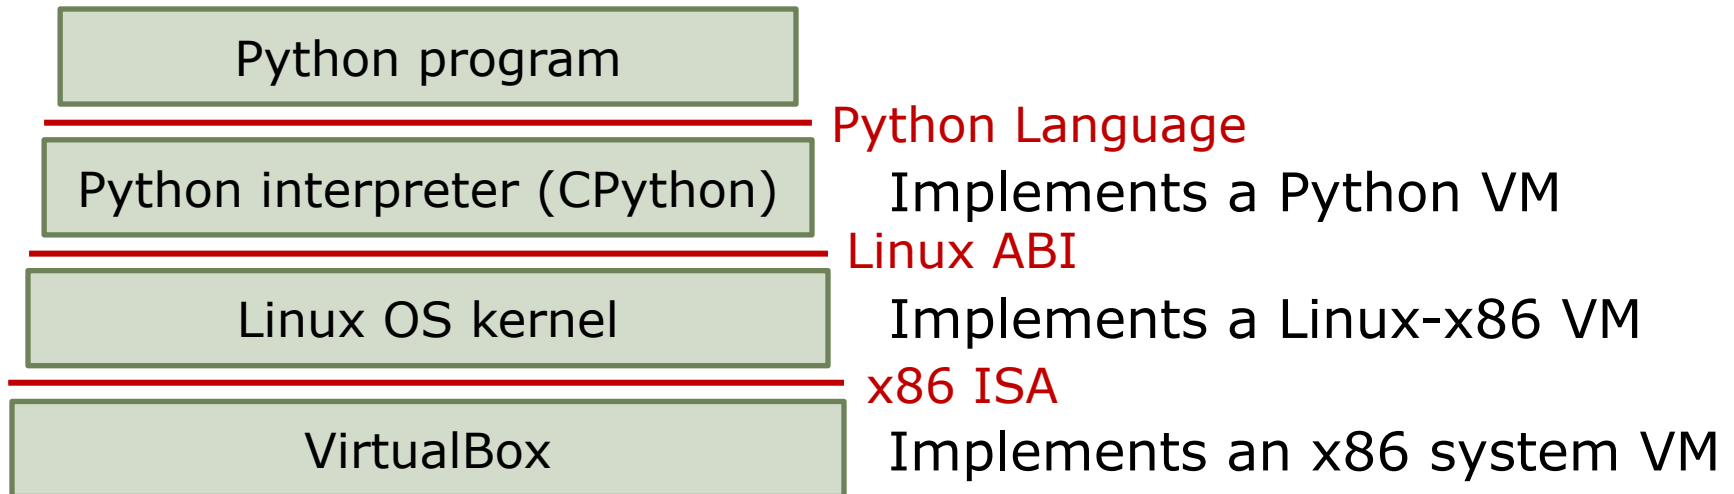 Python program
Python Language
Python interpreter (CPython)
Implements a Python VM
Linux ABI
Linux OS kernel
Implements a Linux-x86 VM
x86 ISA
VirtualBox
Implements an x86 system VM